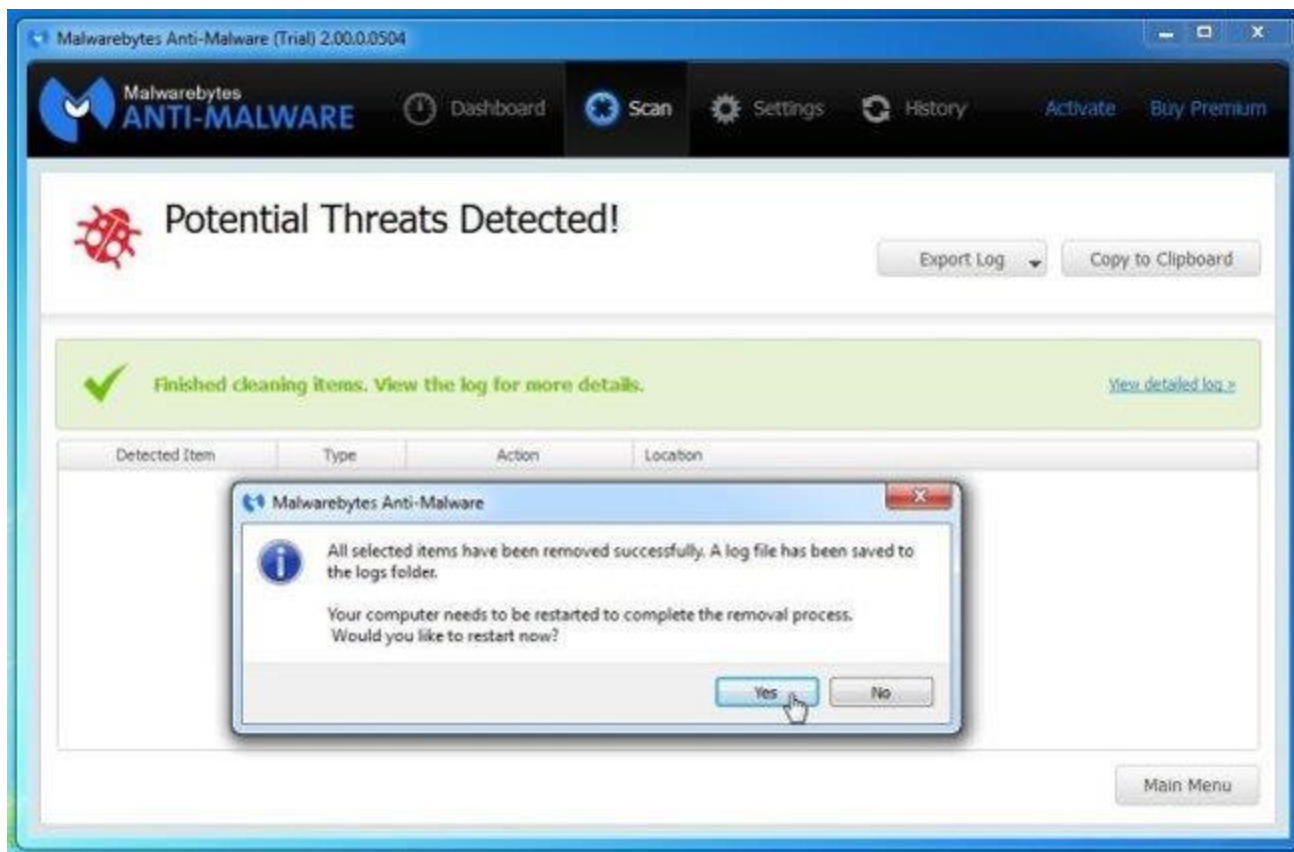 Malwarebytes Anti-Malware (Trial) 2.00.0.0504
Malwarebytes
ANTI-MALWARE
Dashboard
Scan
Settings
History
Activate
Buy Premium
Potential Threats Detected!
Export Log
Copy to Clipboard
Finished cleaning items. View the log for more details.
View detailed log »
Detected Item
Type
Action
Location
Malwarebytes Anti-Malware
All selected items have been removed successfully. A log file has been saved to
the logs folder.
Your computer needs to be restarted to complete the removal process.
Would you like to restart now?
Yes
No
Main Menu